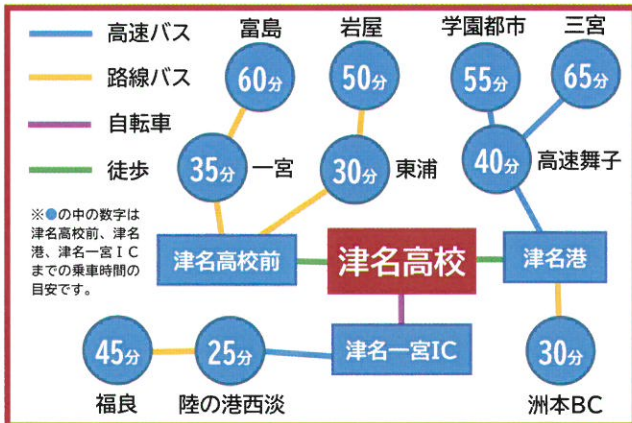 高速バス
路線バス
自転車
徒歩
※●の中の数字は
津名高校前、津名
港、津名一宮ＩＣ
までの乗車時間の
目安です。
富島
60分
岩屋
50分
学園都市
55分
三宮
65分
35分
一宮
30分
東浦
40分
高速舞子
津名高校前
津名高校
津名港
45分
福良
25分
陸の港西淡
津名一宮IC
30分
洲本BC